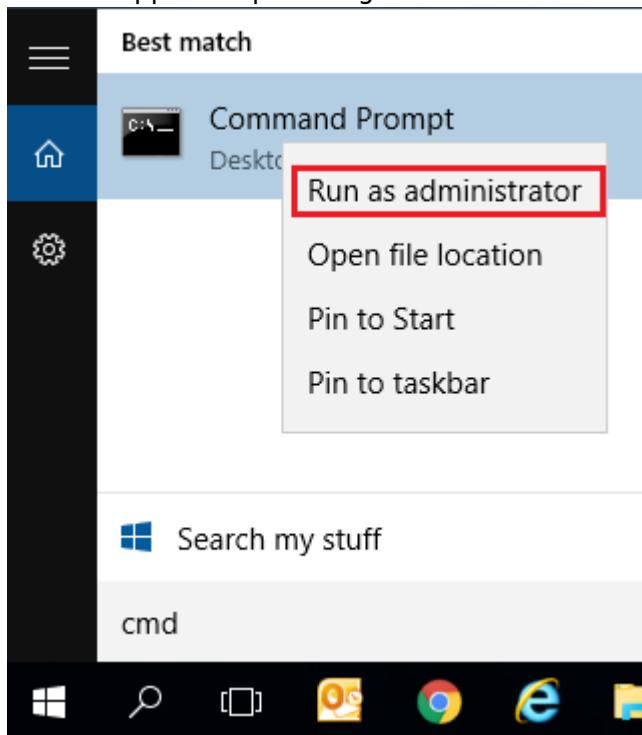 Best match
Command Prompt
Deskto
Run as administrator
Open file location
Pin to Start
Pin to taskbar
Search my stuff
cmd